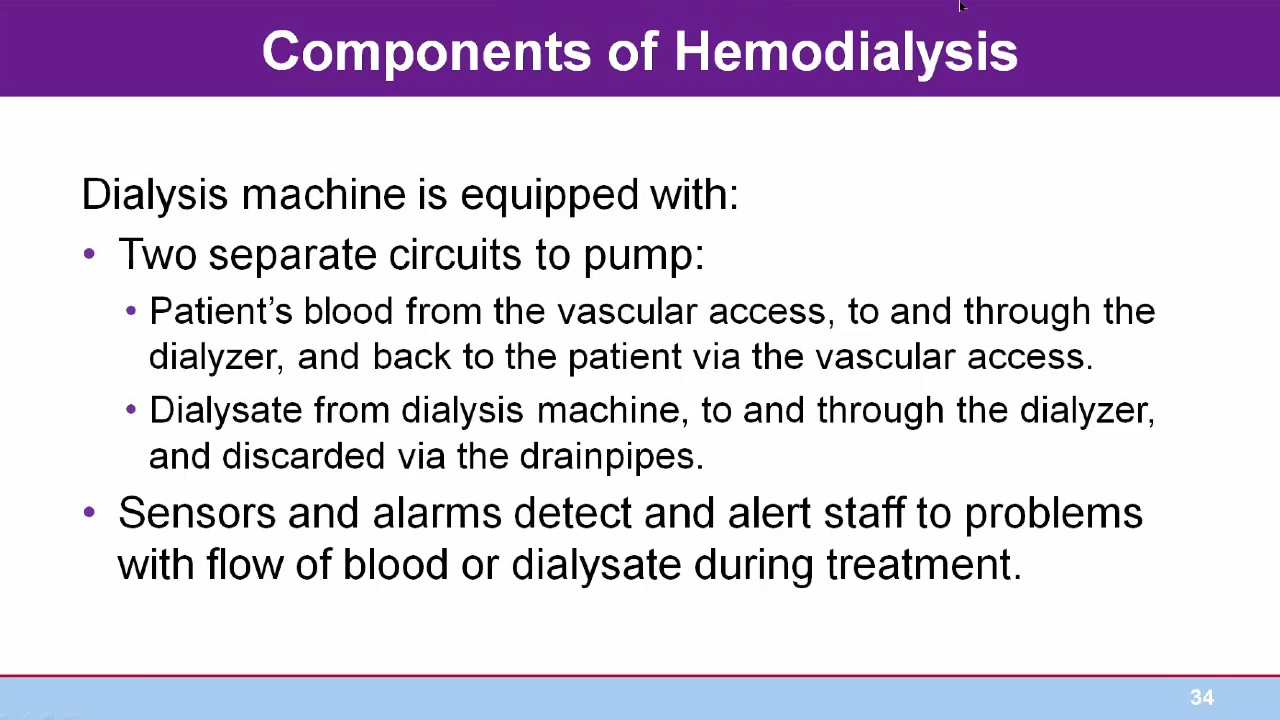 Components of Hemodialysis
Dialysis machine is equipped with:
• Two separate circuits to pump:
• Patient’s blood from the vascular access, to and through the
dialyzer, and back to the patient via the vascular access.
• Dialysate from dialysis machine, to and through the dialyzer,
and discarded via the drainpipes.
• Sensors and alarms detect and alert staff to problems
with flow of blood or dialysate during treatment.
34